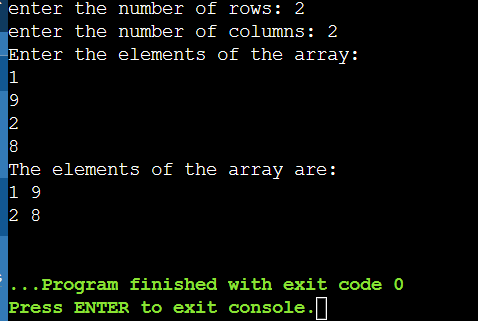 enter the number of rows: 2
enter the number of columns: 2
Enter the elements of the array:
1
9
2
8
The elements of the array are:
1 9
2 8
...Program finished with exit code 0
Press ENTER to exit console.